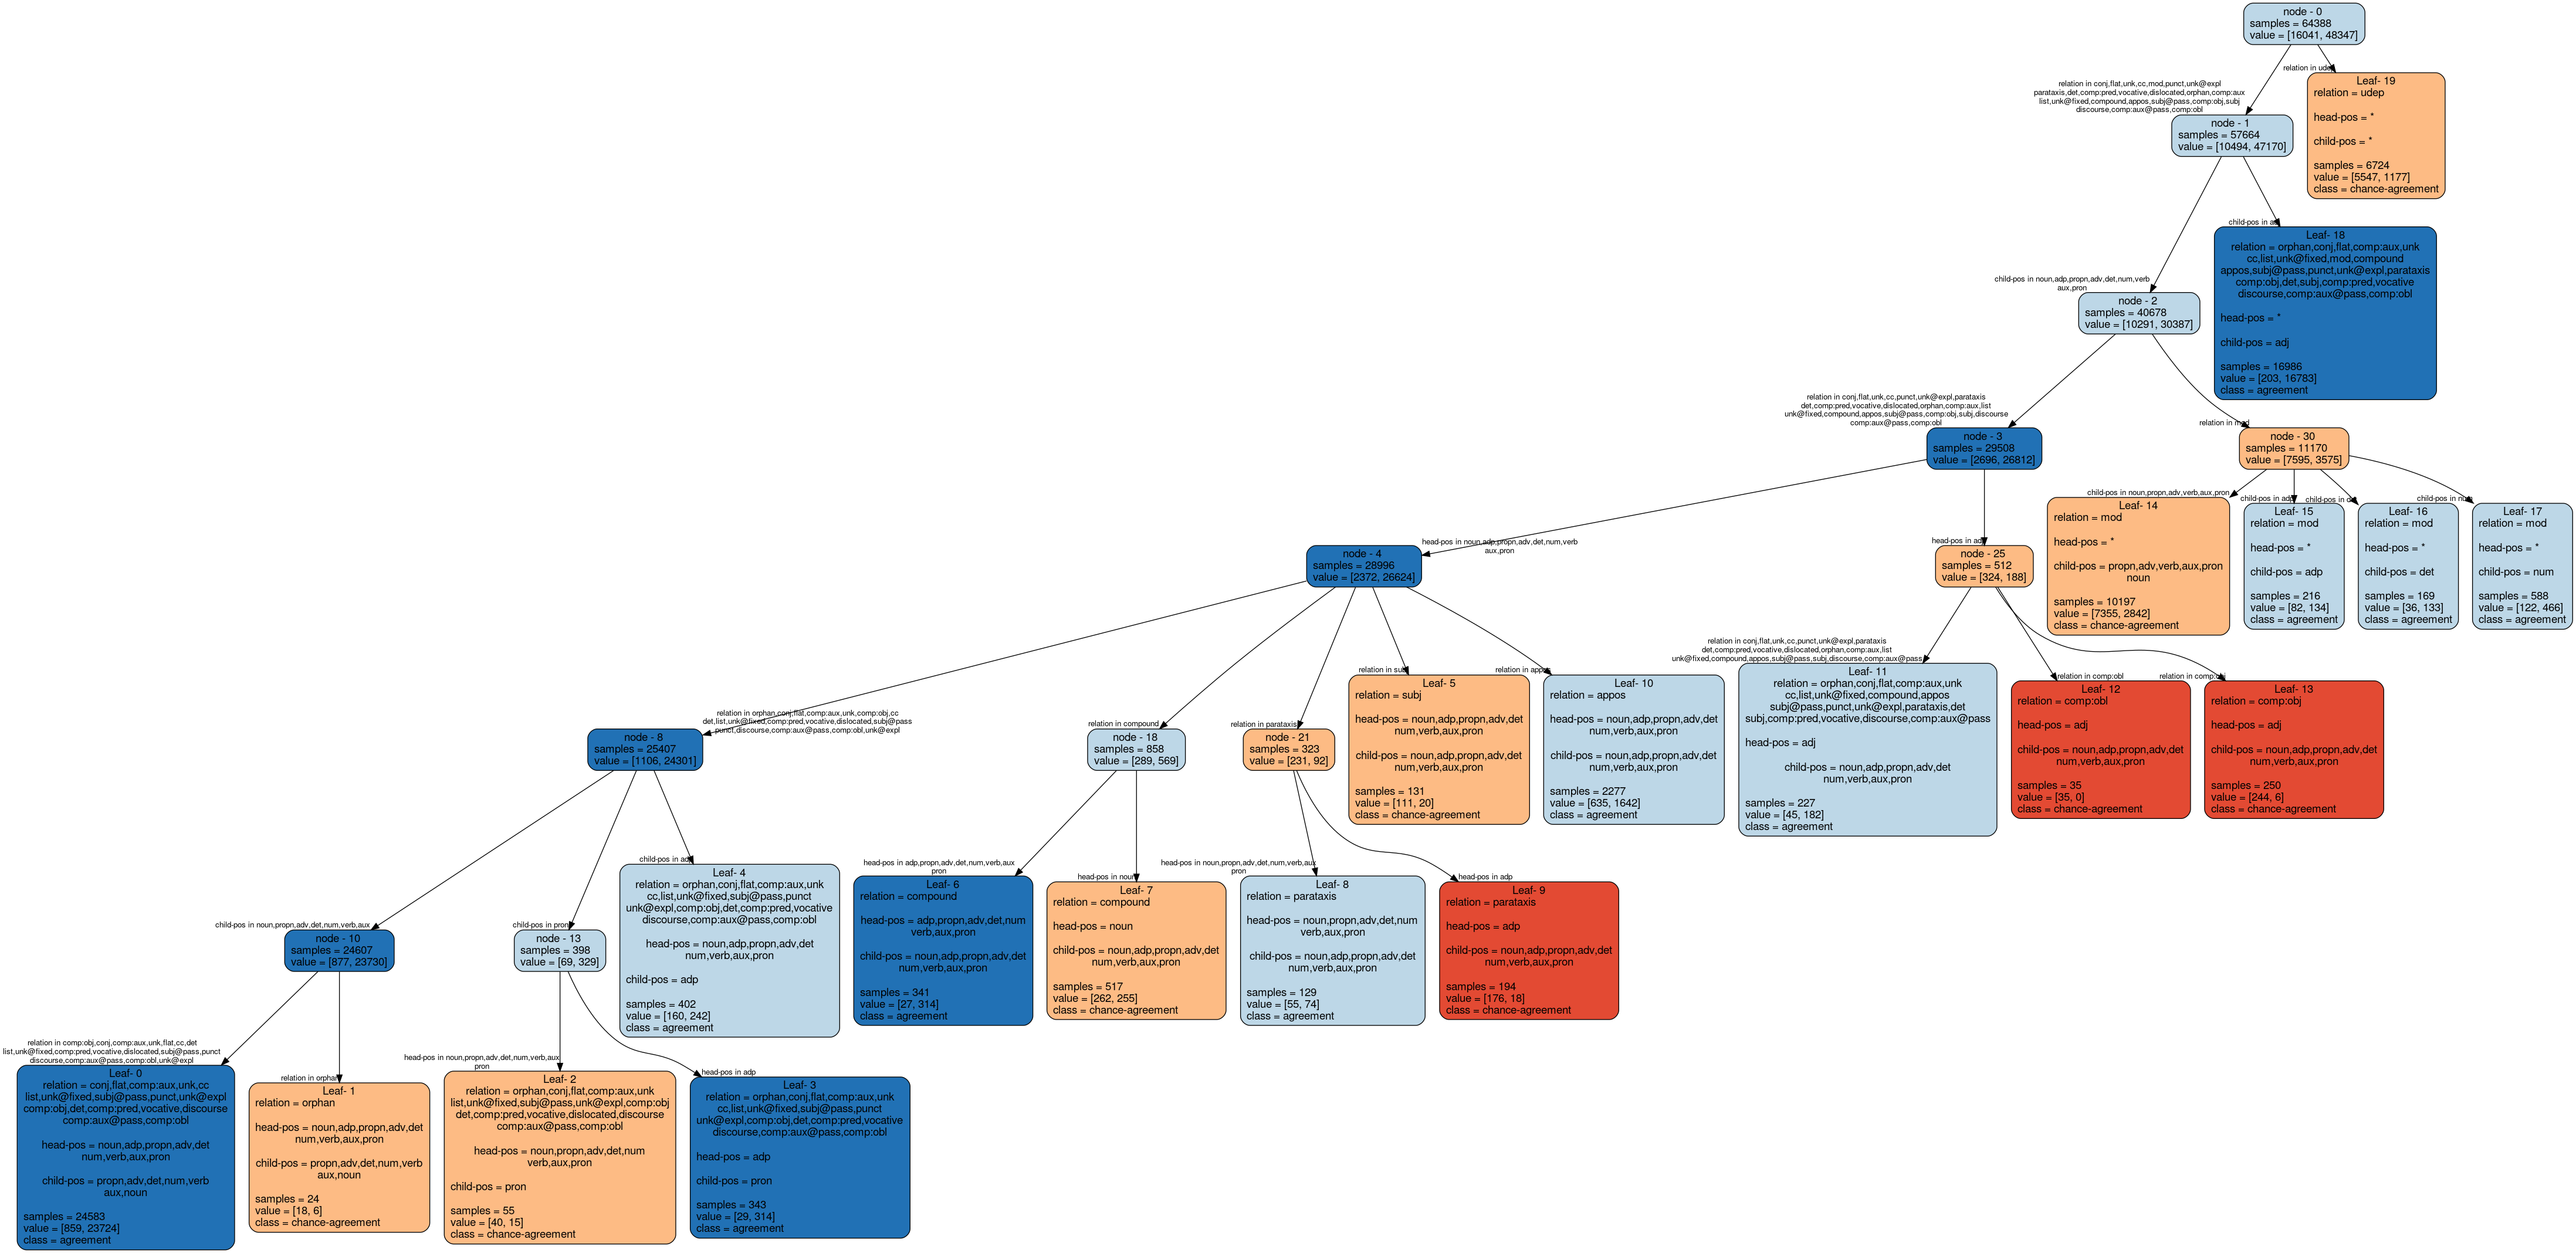 node - 0
samples = 64388
value = [16041, 48347]
relation in
Leaf- 19
relation = udep
head-pos = *
child-pos = *
samples = 6724
value = [5547, 1177]
class = chance-agreement
relation in conj,flat,unk,cc,mod,punct,unk@expl
parataxis,det,comp:pred,vocative,dislocated,orphan,comp:aux
list,unk@fixed,compound,appos,subj@pass,comp:obj,subj
discourse,comp:aux@pass,comp:obl
node - 1
samples = 57664
value = [10494, 47170]
child-pos in
Leaf- 18
relation = orphan,conj,flat,comp:aux,unk
cc,list,unk@fixed,mod,compound
appos,subj@pass,punct,unk@expl,parataxis
comp:obj,det,subj,comp:pred,vocative
discourse,comp:aux@pass,comp:obl
head-pos = *
child-pos = adj
samples = 16986
value = [203, 16783]
class = agreement
child-pos in noun,adp,propn,adv,det,num,verb
aux,pron
node - 2
samples = 40678
value = [10291, 30387]
relation in conj,flat,unk,cc,punct,unk@expl,parataxis
det,comp:pred,vocative,dislocated,orphan,comp:aux,list
unk@fixed,compound,appos,subj@pass,comp:obj,subj,discourse
comp:aux@pass,comp:obl
node - 3
samples = 29508
value = [2696, 26812]
relation in
node - 30
samples = 11170
value = [7595, 3575]
child-pos in noun,propn,adv,verb,aux,pron
Leaf- 14
relation = mod
head-pos = *
child-pos = propn,adv,verb,aux,pron
noun
samples = 10197
value = [7355, 2842]
class = chance-agreement
child-pos in adp
Leaf- 15
relation = mod
head-pos = *
child-pos = adp
samples = 216
value = [82, 134]
class = agreement
child-pos in
Leaf- 16
relation = mod
head-pos = *
child-pos = det
samples = 169
value = [36, 133]
class = agreement
child-pos in
Leaf- 17
relation = mod
head-pos = *
child-pos = num
samples = 588
value = [122, 466]
class = agreement
head-pos in noun,adp,propn,adv,det,num,verb
aux,pron
node - 4
samples = 28996
value = [2372, 26624]
head-pos in
node - 25
samples = 512
value = [324, 188]
relation in conj,flat,unk,cc,punct,unk@expl,parataxis
det,comp:pred,vocative,dislocated,orphan,comp:aux,list
unk@fixed,compound,appos,subj@pass,subj,discourse,comp:aux@pass
Leaf- 11
relation = orphan,conj,flat,comp:aux,unk
cc,list,unk@fixed,compound,appos
subj@pass,punct,unk@expl,parataxis,det
subj,comp:pred,vocative,discourse,comp:aux@pass
head-pos = adj
child-pos = noun,adp,propn,adv,det
num,verb,aux,pron
samples = 227
value = [45, 182]
class = agreement
relation in comp:obl
Leaf- 12
relation = comp:obl
head-pos = adj
child-pos = noun,adp,propn,adv,det
num,verb,aux,pron
samples = 35
value = [35, 0]
class = chance-agreement
relation in
Leaf- 13
relation = comp:obj
head-pos = adj
child-pos = noun,adp,propn,adv,det
num,verb,aux,pron
samples = 250
value = [244, 6]
class = chance-agreement
relation in orphan,conj,flat,comp:aux,unk,comp:obj,cc
det,list,unk@fixed,comp:pred,vocative,dislocated,subj@pass
punct,discourse,comp:aux@pass,comp:obl,unk@expl
node - 8
samples = 25407
value = [1106, 24301]
relation in compound
node - 18
samples = 858
value = [289, 569]
relation in parataxis
node - 21
samples = 323
value = [231, 92]
relation in
Leaf- 5
relation = subj
head-pos = noun,adp,propn,adv,det
num,verb,aux,pron
child-pos = noun,adp,propn,adv,det
num,verb,aux,pron
samples = 131
value = [111, 20]
class = chance-agreement
relation in
Leaf- 10
relation = appos
head-pos = noun,adp,propn,adv,det
num,verb,aux,pron
child-pos = noun,adp,propn,adv,det
num,verb,aux,pron
samples = 2277
value = [635, 1642]
class = agreement
child-pos in noun,propn,adv,det,num,verb,aux
node - 10
samples = 24607
value = [877, 23730]
child-pos in pron
node - 13
samples = 398
value = [69, 329]
child-pos in adp
Leaf- 4
relation = orphan,conj,flat,comp:aux,unk
cc,list,unk@fixed,subj@pass,punct
unk@expl,comp:obj,det,comp:pred,vocative
discourse,comp:aux@pass,comp:obl
head-pos = noun,adp,propn,adv,det
num,verb,aux,pron
child-pos = adp
samples = 402
value = [160, 242]
class = agreement
head-pos in adp,propn,adv,det,num,verb,aux
pron
Leaf- 6
relation = compound
head-pos = adp,propn,adv,det,num
verb,aux,pron
child-pos = noun,adp,propn,adv,det
num,verb,aux,pron
samples = 341
value = [27, 314]
class = agreement
head-pos in noun
Leaf- 7
relation = compound
head-pos = noun
child-pos = noun,adp,propn,adv,det
num,verb,aux,pron
samples = 517
value = [262, 255]
class = chance-agreement
head-pos in noun,propn,adv,det,num,verb,aux
pron
Leaf- 8
relation = parataxis
head-pos = noun,propn,adv,det,num
verb,aux,pron
child-pos = noun,adp,propn,adv,det
num,verb,aux,pron
samples = 129
value = [55, 74]
class = agreement
head-pos in adp
Leaf- 9
relation = parataxis
head-pos = adp
child-pos = noun,adp,propn,adv,det
num,verb,aux,pron
samples = 194
value = [176, 18]
class = chance-agreement
relation in comp:obj,conj,comp:aux,unk,flat,cc,det
list,unk@fixed,comp:pred,vocative,dislocated,subj@pass,punct
discourse,comp:aux@pass,comp:obl,unk@expl
Leaf- 0
relation = conj,flat,comp:aux,unk,cc
list,unk@fixed,subj@pass,punct,unk@expl
comp:obj,det,comp:pred,vocative,discourse
comp:aux@pass,comp:obl
head-pos = noun,adp,propn,adv,det
num,verb,aux,pron
child-pos = propn,adv,det,num,verb
aux,noun
samples = 24583
value = [859, 23724]
class = agreement
relation in orphan
Leaf- 1
relation = orphan
head-pos = noun,adp,propn,adv,det
num,verb,aux,pron
child-pos = propn,adv,det,num,verb
aux,noun
samples = 24
value = [18, 6]
class = chance-agreement
head-pos in noun,propn,adv,det,num,verb,aux
pron
Leaf- 2
relation = orphan,conj,flat,comp:aux,unk
list,unk@fixed,subj@pass,unk@expl,comp:obj
det,comp:pred,vocative,dislocated,discourse
comp:aux@pass,comp:obl
head-pos = noun,propn,adv,det,num
verb,aux,pron
child-pos = pron
samples = 55
value = [40, 15]
class = chance-agreement
head-pos in adp
Leaf- 3
relation = orphan,conj,flat,comp:aux,unk
cc,list,unk@fixed,subj@pass,punct
unk@expl,comp:obj,det,comp:pred,vocative
discourse,comp:aux@pass,comp:obl
head-pos = adp
child-pos = pron
samples = 343
value = [29, 314]
class = agreement